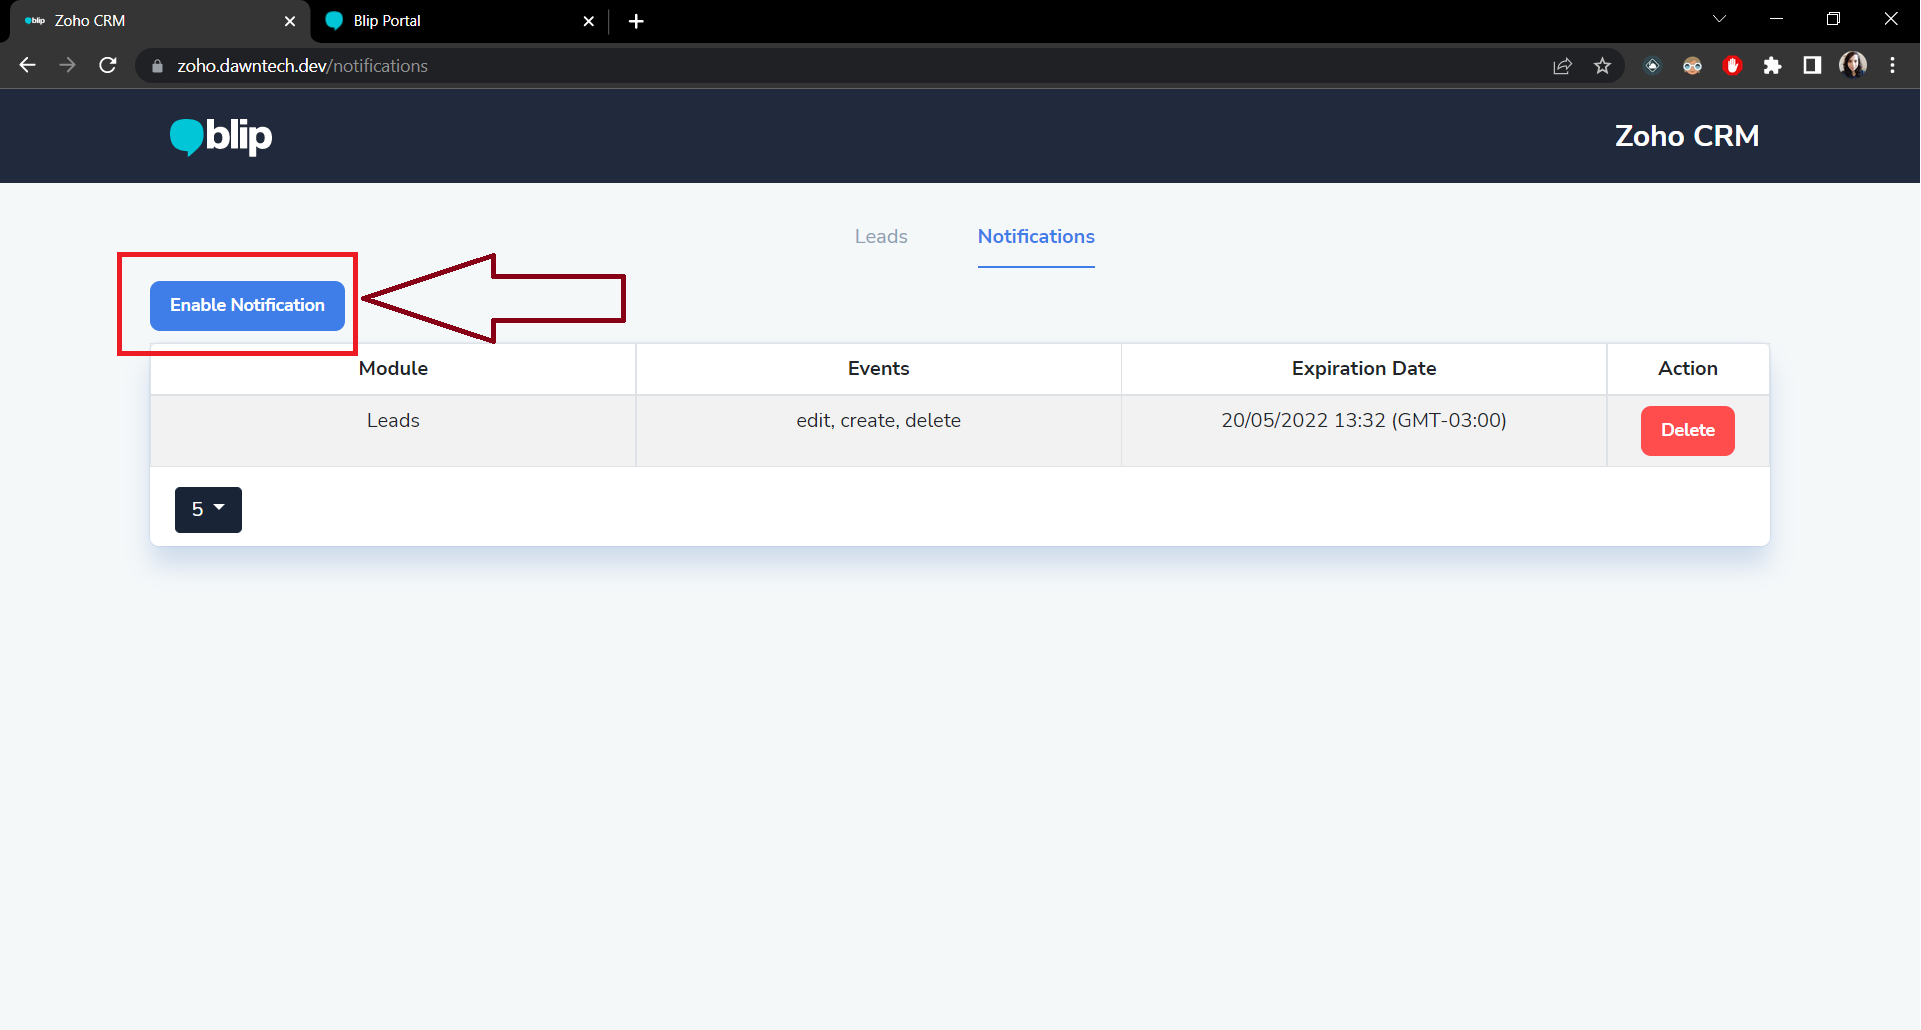 blip Zoho CRM
Blip Portal
zoho.dawntech.dev/notifications
blip
Zoho CRM
Leads
Notifications
Enable Notification
Module Events Expiration Date Action
Leads edit, create, delete 20/05/2022 13:32 (GMT-03:00) Delete
5